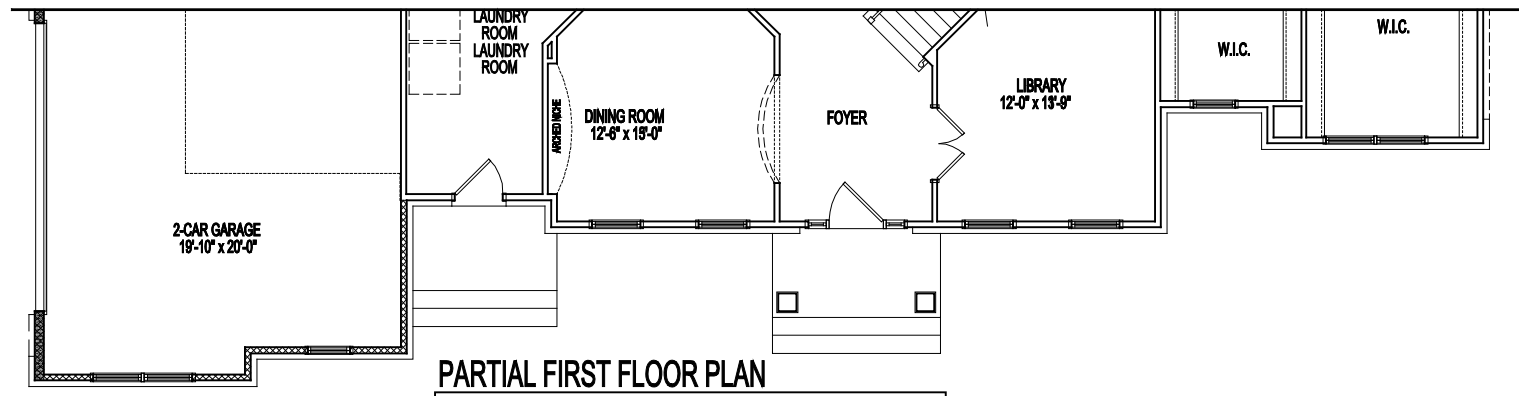 LAUNDRY
ROOM
LAUNDRY
ROOM
W.I.C.
W.I.C.
LIBRARY
12'-0" x 13'-9"
DINING ROOM
12'-6" x 15'-0"
FOYER
ARCHED NICHE
2-CAR GARAGE
19'-10" x 20'-0"
PARTIAL FIRST FLOOR PLAN